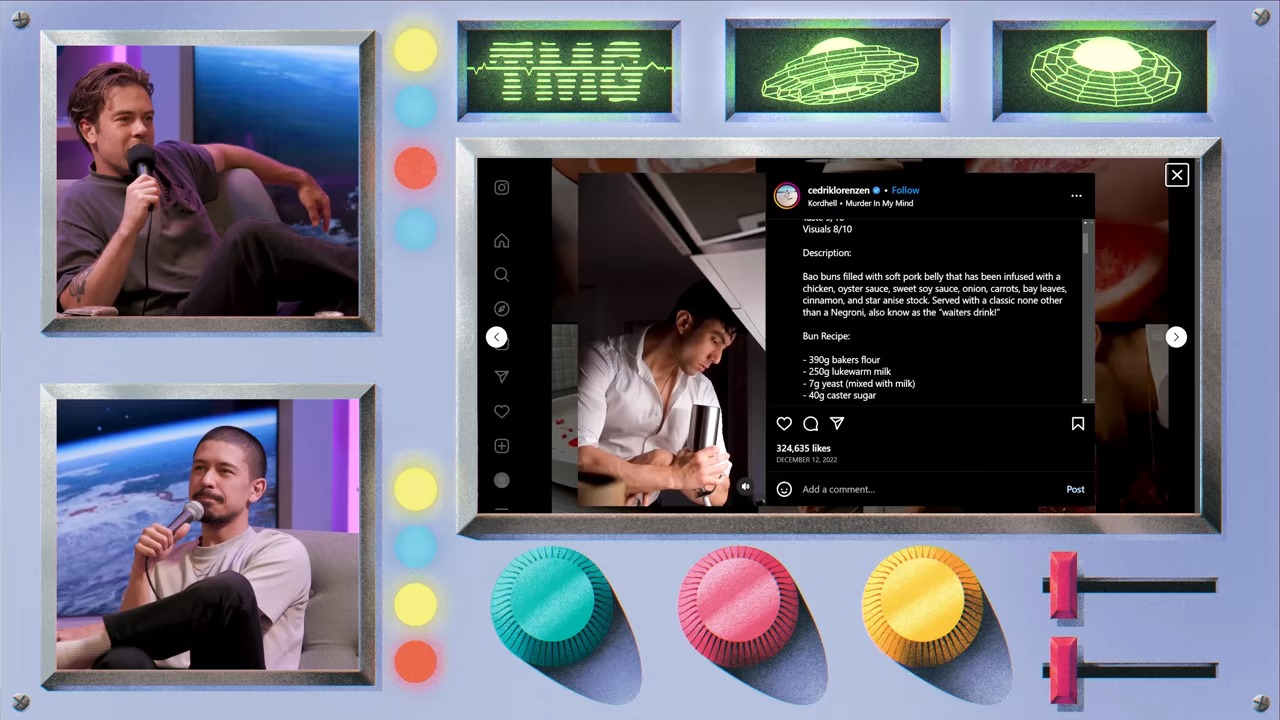 TMG
cedriklorenzen • Follow
Kordhell • Murder In My Mind
Visuals 8/10
Description:
Bao buns filled with soft pork belly that has been infused with a
chicken, oyster sauce, sweet soy sauce, onion, carrots, bay leaves,
cinnamon, and star anise stock. Served with a classic none other
than a Negroni, also know as the “waiters drink!”
Bun Recipe:
- 390g bakers flour
- 250g lukewarm milk
- 7g yeast (mixed with milk)
- 40g caster sugar
324,635 likes
DECEMBER 12, 2022
Add a comment...
Post